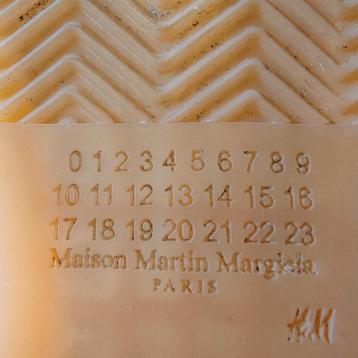 0 1 2 3 4 5 6 7 8 9
10 11 12 13 14 15 16
17 18 19 20 21 22 23
Maison Martin Margiela
PARIS
H&M